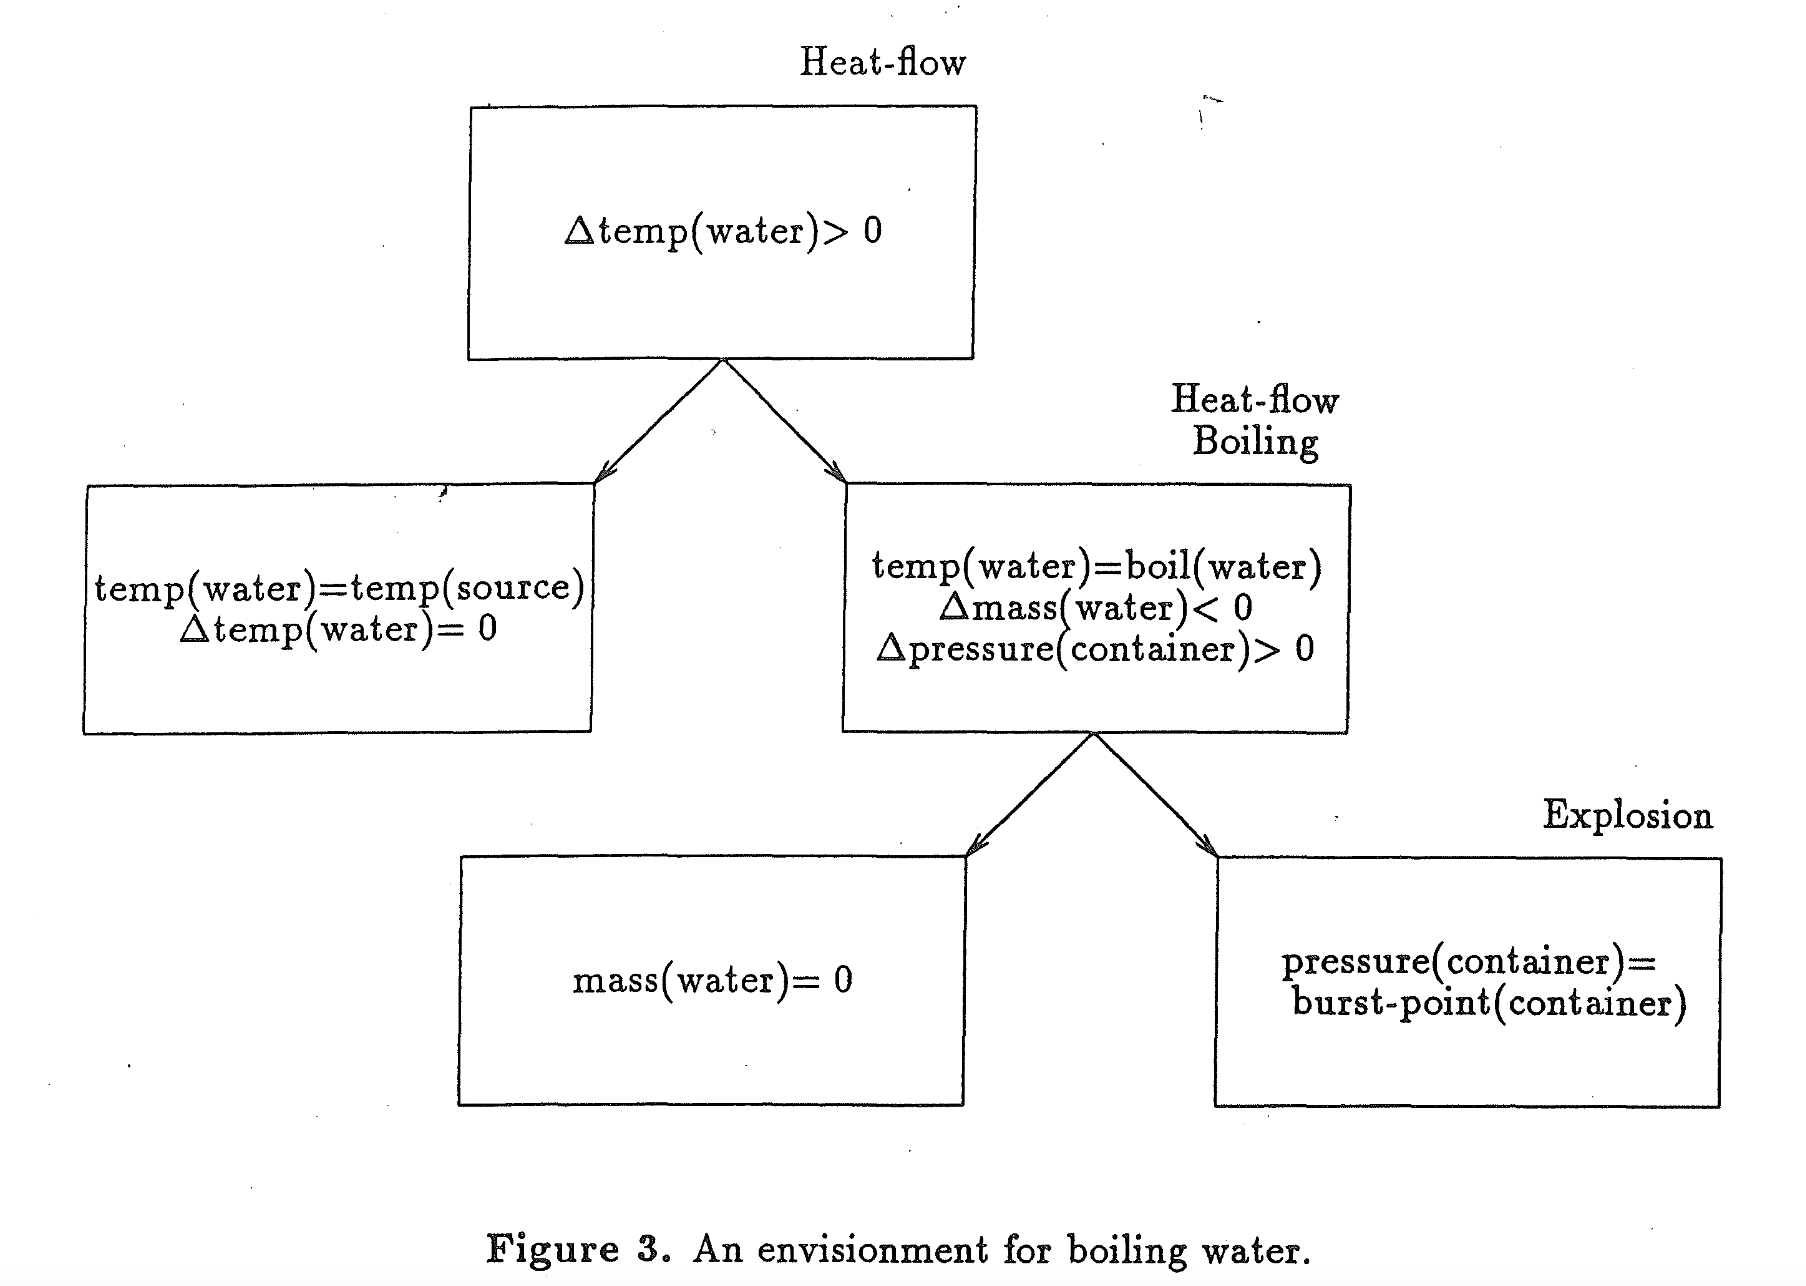 Heat-flow
Δtemp(water)> 0
Heat-flow
Boiling
temp(water)=temp(source)
Δtemp(water)= 0
temp(water)=boil(water)
Δmass(water)< 0
Δpressure(container)> 0
Explosion
mass(water)= 0
pressure(container)=
burst-point(container)
Figure 3. An envisionment for boiling water.